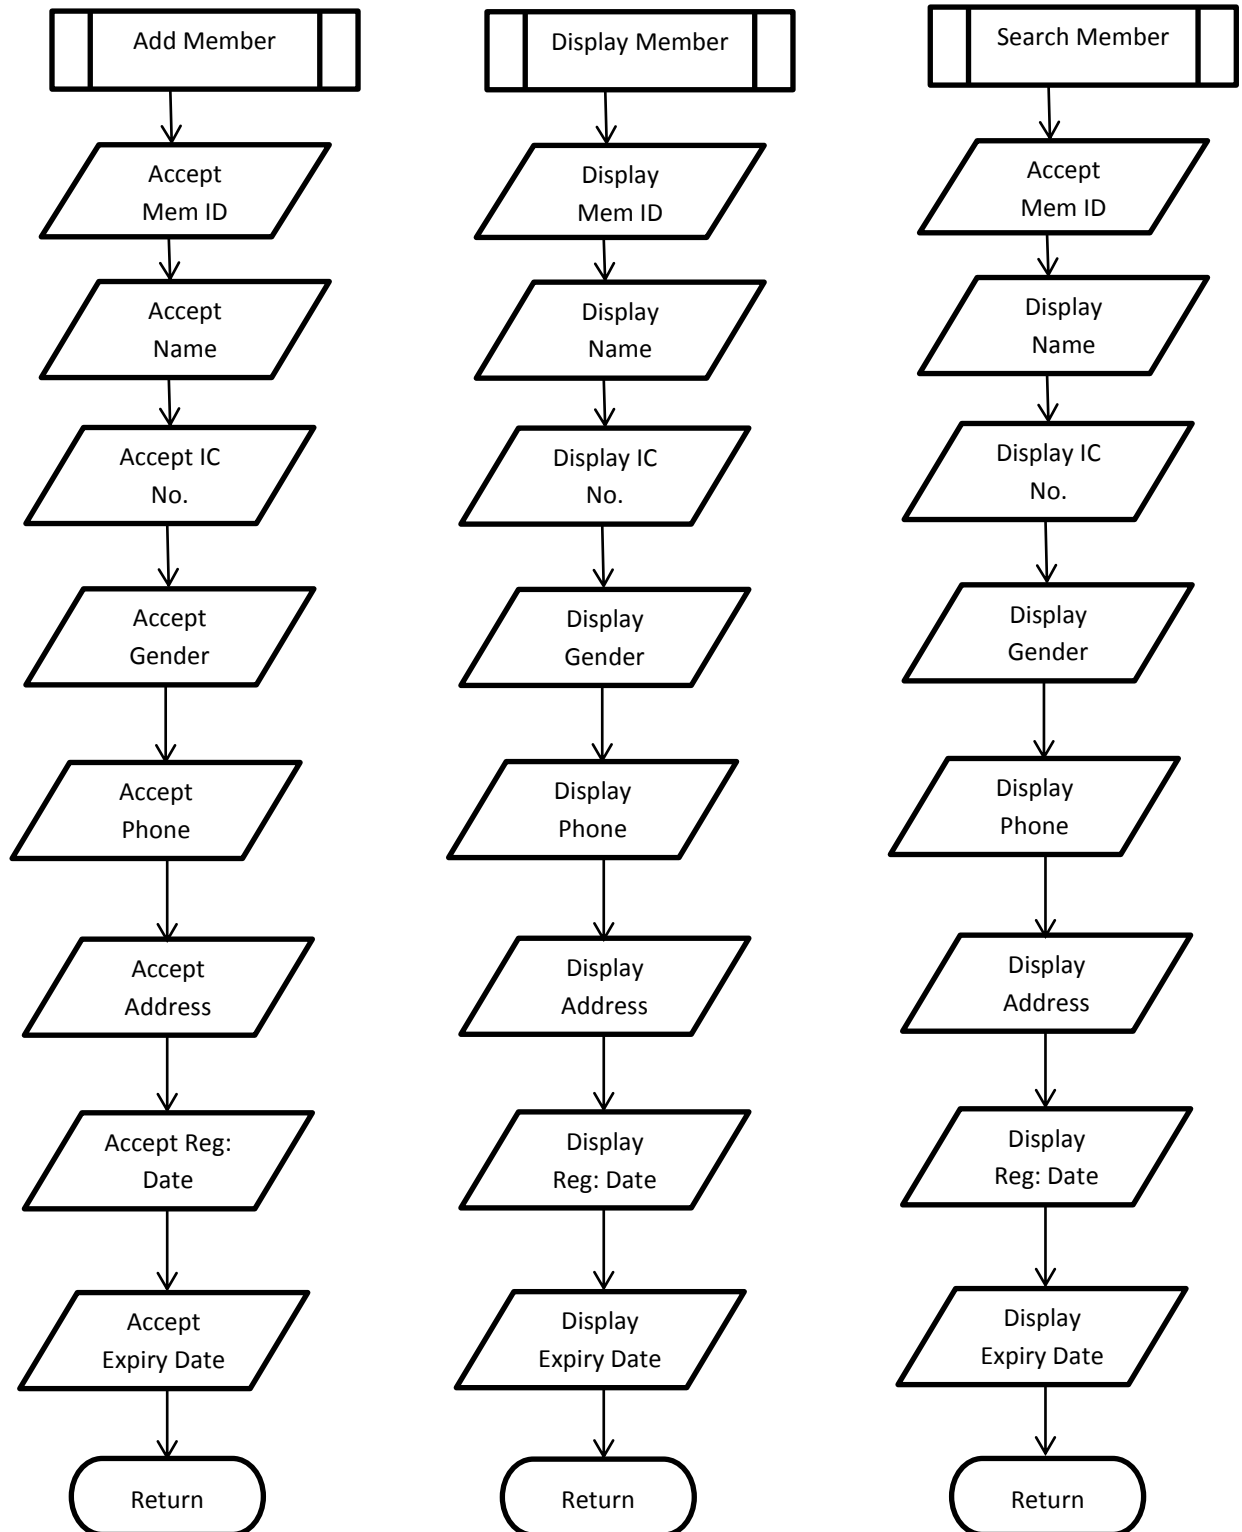 Add Member
Accept
Mem ID
Accept
Name
Accept IC
No.
Accept
Gender
Accept
Phone
Accept
Address
Accept Reg:
Date
Accept
Expiry Date
Return
Display Member
Display
Mem ID
Display
Name
Display IC
No.
Display
Gender
Display
Phone
Display
Address
Display
Reg: Date
Display
Expiry Date
Return
Search Member
Accept
Mem ID
Display
Name
Display IC
No.
Display
Gender
Display
Phone
Display
Address
Display
Reg: Date
Display
Expiry Date
Return